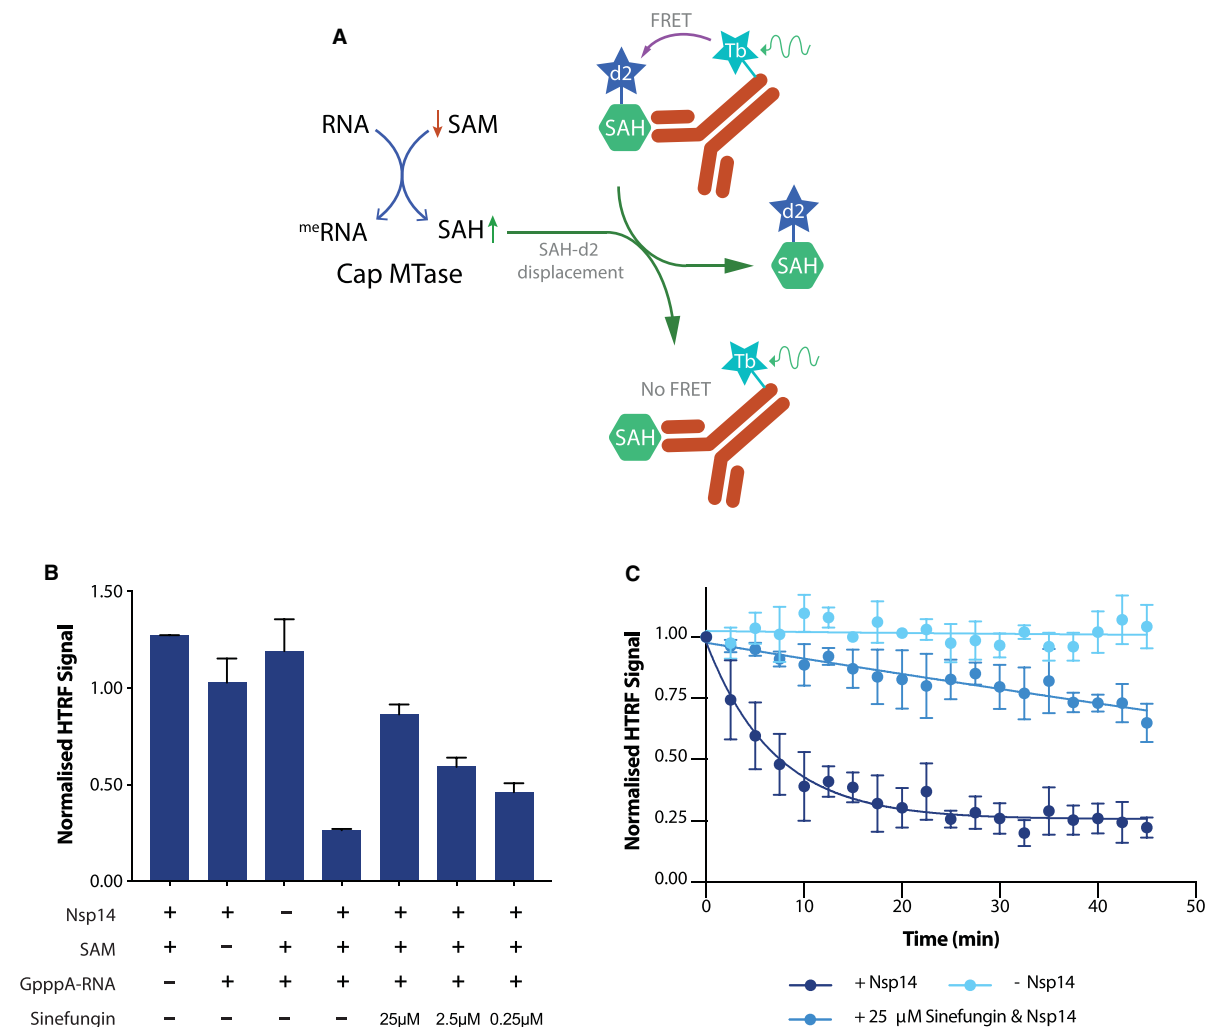 A
FRET
Tb
d2
SAH
RNA
SAM
meRNA
SAH
Cap MTase
SAH-d2
displacement
d2
SAH
Tb
No FRET
SAH
B
Normalised HTRF Signal
1.50
1.00
0.50
0.00
Nsp14 + + – + + + +
SAM + – + + + + +
GpppA-RNA – + + + + + +
Sinefungin – – – – 25µM 2.5µM 0.25µM
C
Normalised HTRF Signal
1.00
0.75
0.50
0.25
0.00
0 10 20 30 40 50
Time (min)
+ Nsp14 - Nsp14
+ 25 µM Sinefungin & Nsp14